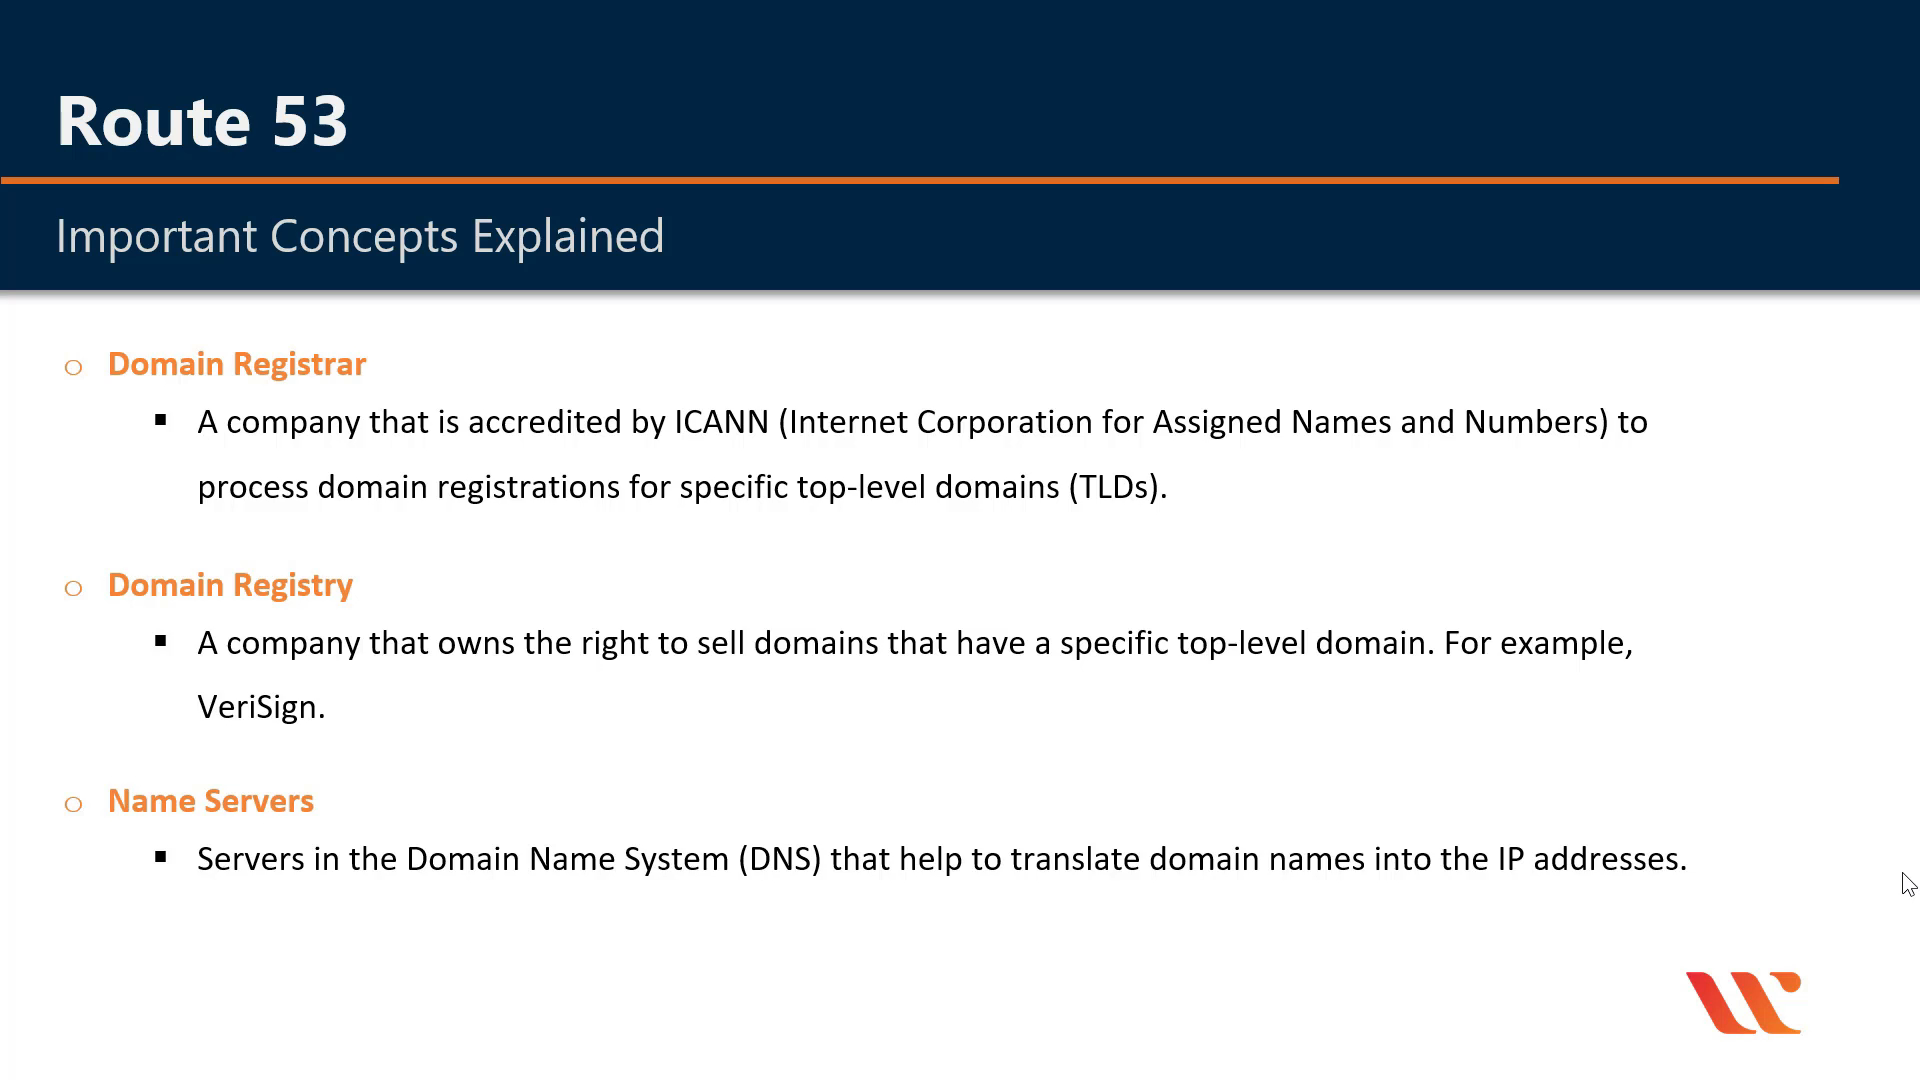 Route 53
Important Concepts Explained
o Domain Registrar
▪ A company that is accredited by ICANN (Internet Corporation for Assigned Names and Numbers) to
process domain registrations for specific top-level domains (TLDs).
o Domain Registry
▪ A company that owns the right to sell domains that have a specific top-level domain. For example,
VeriSign.
o Name Servers
▪ Servers in the Domain Name System (DNS) that help to translate domain names into the IP addresses.